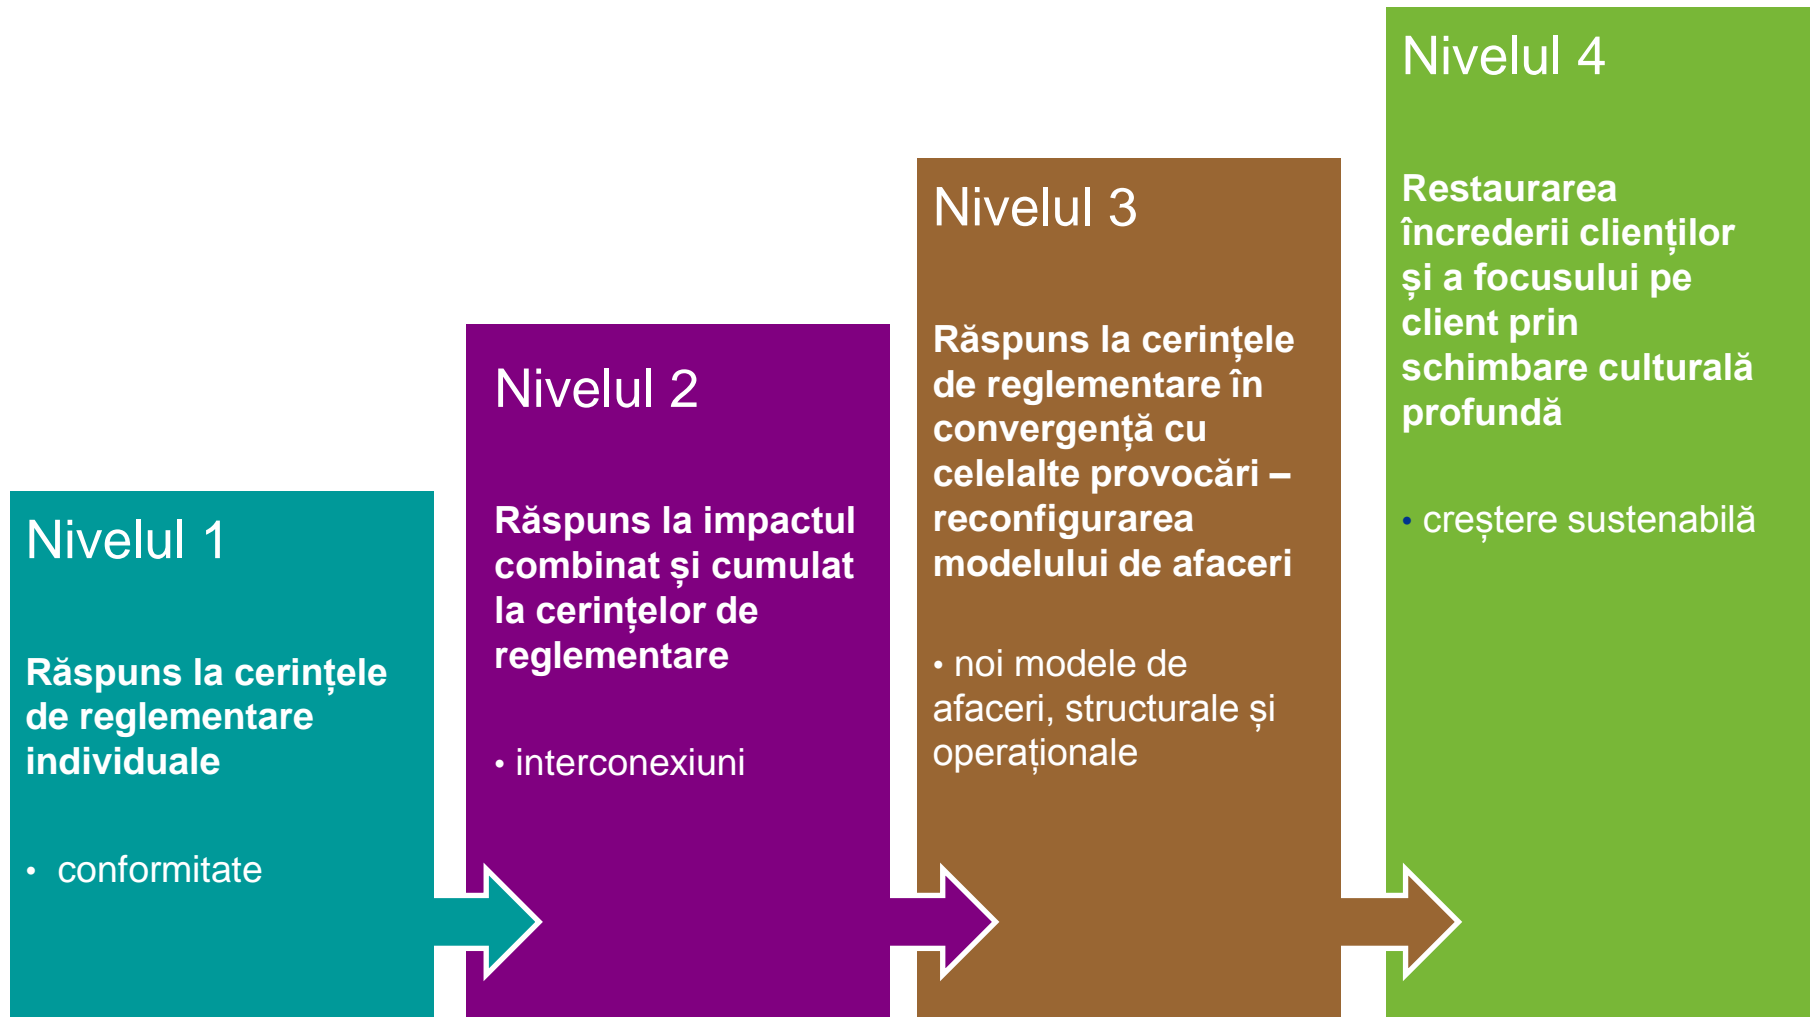 Nivelul 1
Răspuns la cerințele
de reglementare
individuale
• conformitate
Nivelul 2
Răspuns la impactul
combinat și cumulat
la cerințelor de
reglementare
• interconexiuni
Nivelul 3
Răspuns la cerințele
de reglementare în
convergență cu
celelalte provocări –
reconfigurarea
modelului de afaceri
• noi modele de
afaceri, structurale și
operaționale
Nivelul 4
Restaurarea
încrederii clienților
și a focusului pe
client prin
schimbare culturală
profundă
• creștere sustenabilă